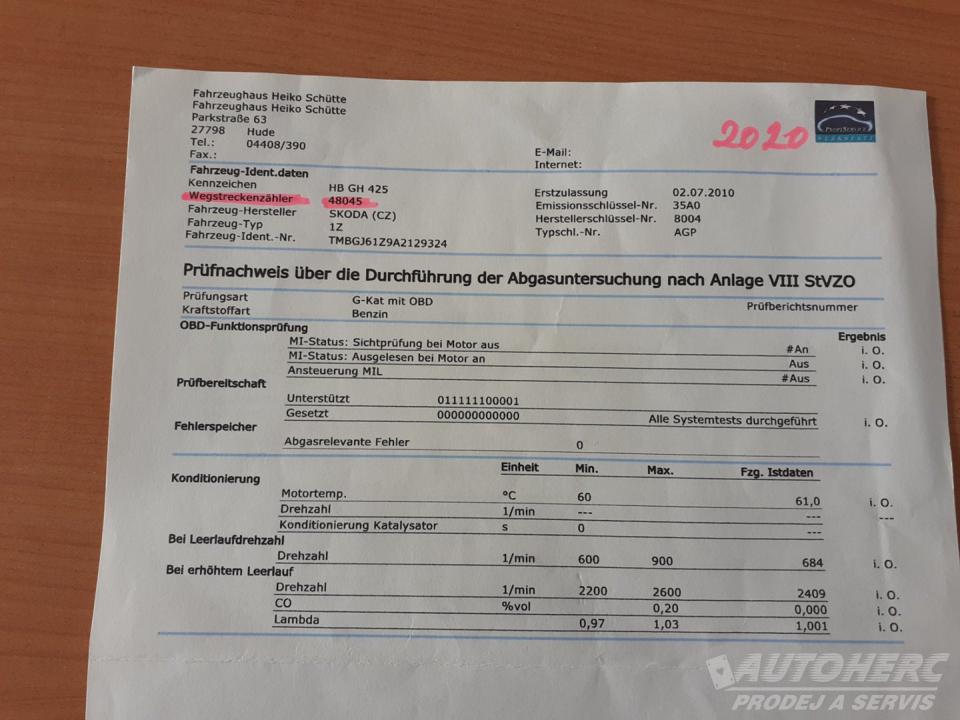 Fahrzeughaus Heiko Schütte
Fahrzeughaus Heiko Schütte
Parkstraße 63
27798 Hude
Tel.: 04408/390
Fax.:
E-Mail:
Internet:
2020
PROFISERVICE
WERKSTATT
Fahrzeug-Ident.daten
Kennzeichen HB GH 425
Wegstreckenzähler 48045
Fahrzeug-Hersteller SKODA (CZ)
Fahrzeug-Typ 1Z
Fahrzeug-Ident.-Nr. TMBGJ61Z9A2129324
Erstzulassung 02.07.2010
Emissionsschlüssel-Nr. 35A0
Herstellerschlüssel-Nr. 8004
Typschl.-Nr. AGP
Prüfnachweis über die Durchführung der Abgasuntersuchung nach Anlage VIII StVZO
Prüfungsart G-Kat mit OBD Prüfberichtsnummer
Kraftstoffart Benzin
OBD-Funktionsprüfung Ergebnis
MI-Status: Sichtprüfung bei Motor aus #An i. O.
MI-Status: Ausgelesen bei Motor an Aus i. O.
Ansteuerung MIL #Aus i. O.
Prüfbereitschaft
Unterstützt 011111100001
Gesetzt 000000000000 Alle Systemtests durchgeführt i. O.
Fehlerspeicher
Abgasrelevante Fehler 0
Einheit Min. Max. Fzg. Istdaten
Konditionierung
Motortemp. °C 60 61,0 i. O.
Drehzahl 1/min --- --- ---
Konditionierung Katalysator s 0 ---
Bei Leerlaufdrehzahl
Drehzahl 1/min 600 900 684 i. O.
Bei erhöhtem Leerlauf
Drehzahl 1/min 2200 2600 2409 i. O.
CO %vol 0,20 0,000 i. O.
Lambda 0,97 1,03 1,001 i. O.
AUTOHERC
PRODEJ A SERVIS